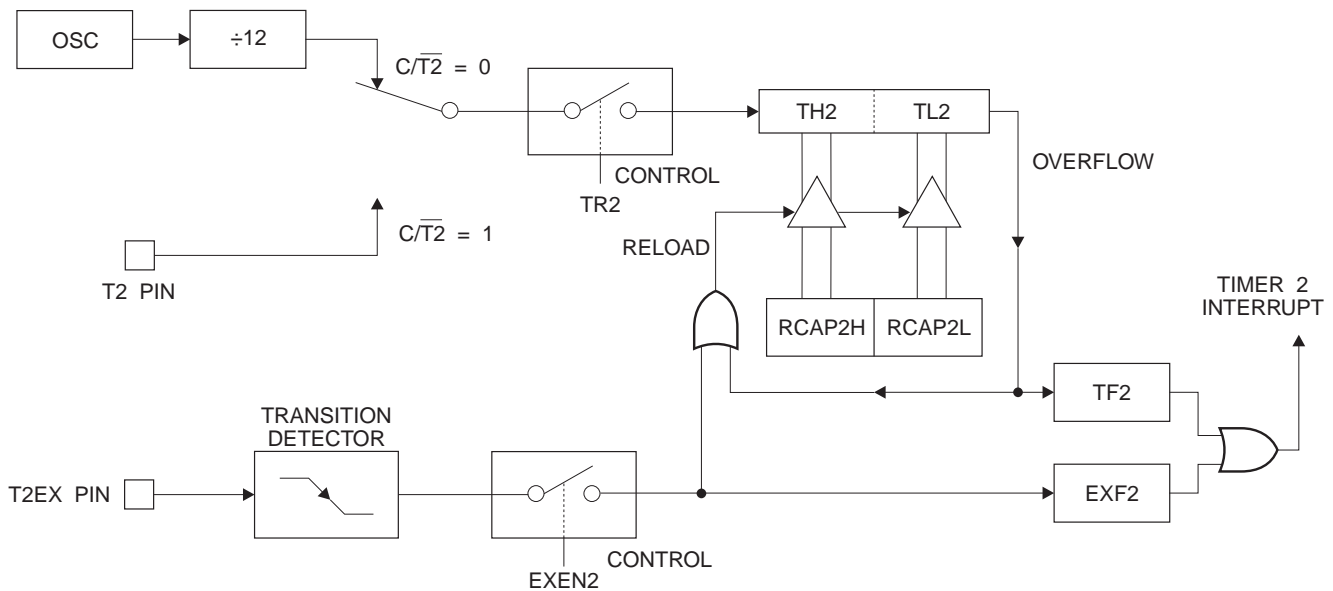 OSC
÷12
C/T2̅ = 0
TH2
TL2
OVERFLOW
CONTROL
TR2
C/T2̅ = 1
T2 PIN
RELOAD
RCAP2H
RCAP2L
TIMER 2
INTERRUPT
TF2
TRANSITION
DETECTOR
T2EX PIN
EXF2
CONTROL
EXEN2